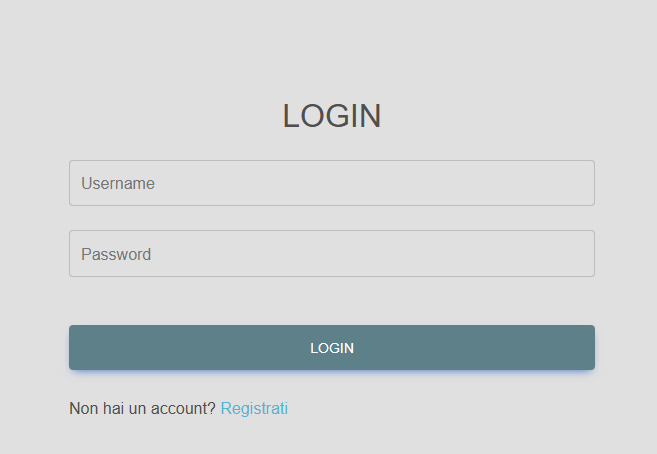 LOGIN
Username
Password
LOGIN
Non hai un account? Registrati